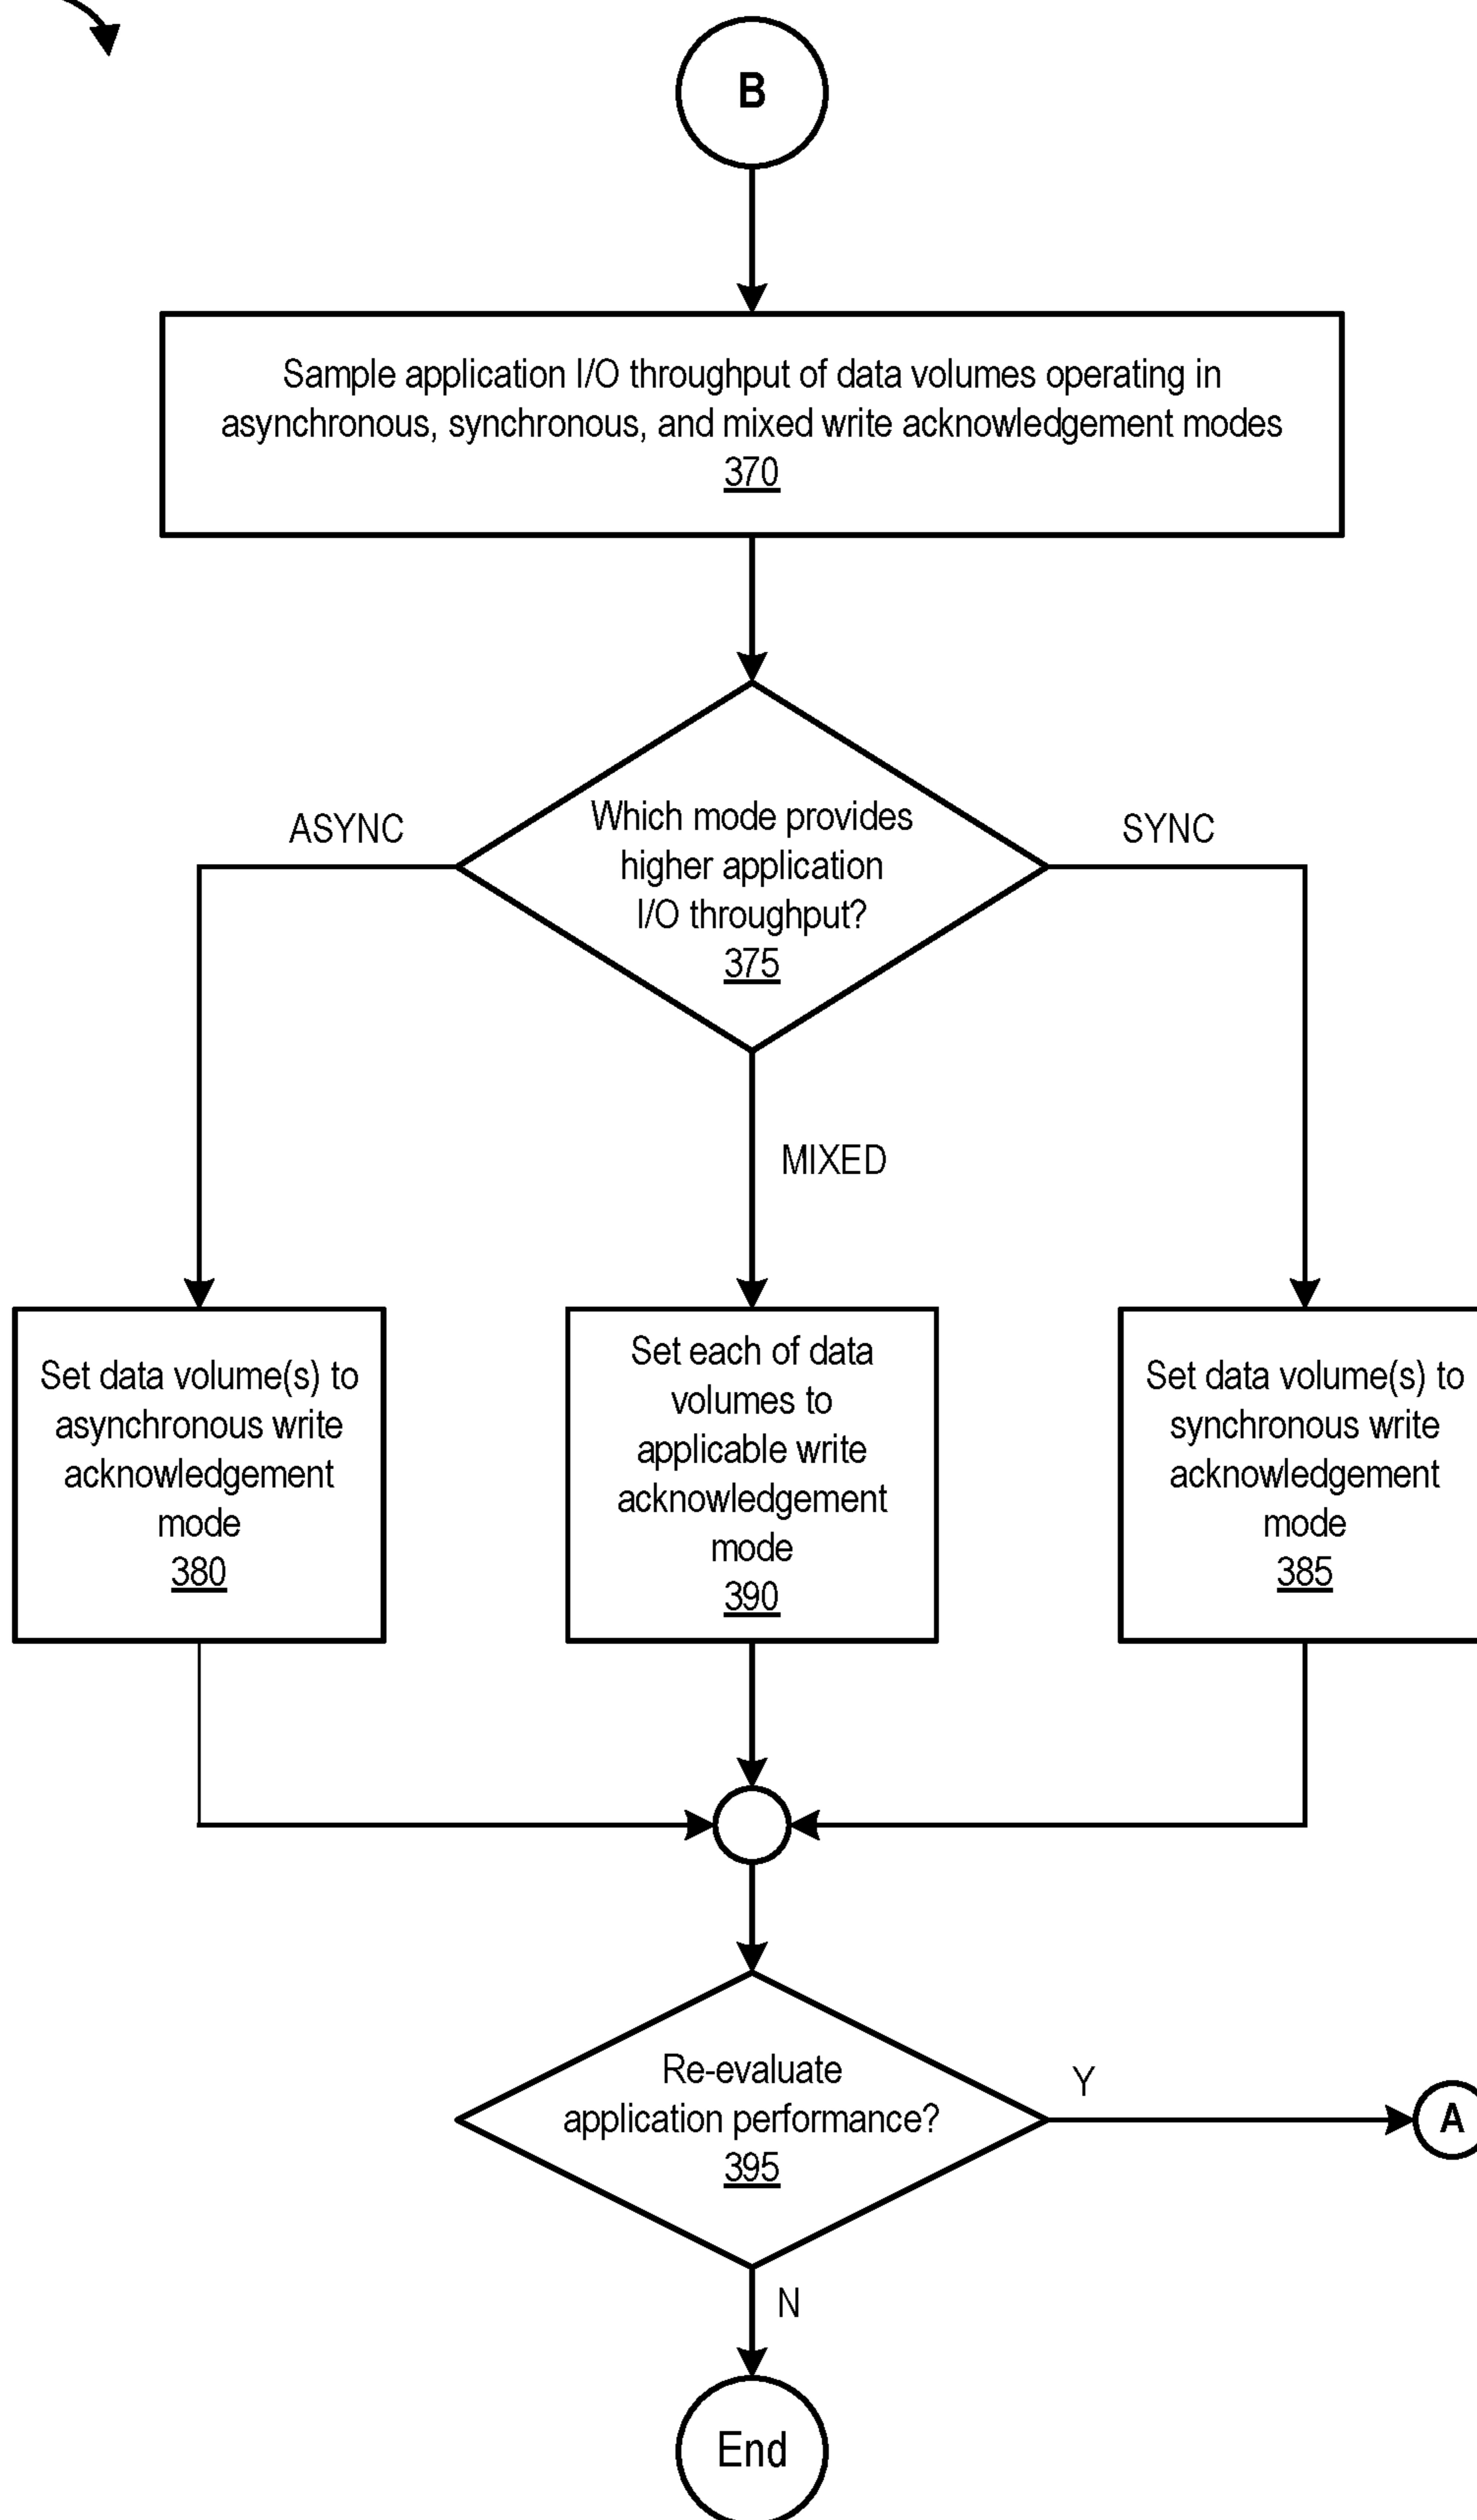 B
Sample application I/O throughput of data volumes operating in
asynchronous, synchronous, and mixed write acknowledgement modes
370
ASYNC
Which mode provides
higher application
I/O throughput?
375
SYNC
MIXED
Set data volume(s) to
asynchronous write
acknowledgement
mode
380
Set each of data
volumes to
applicable write
acknowledgement
mode
390
Set data volume(s) to
synchronous write
acknowledgement
mode
385
Re-evaluate
application performance?
395
Y
A
N
End